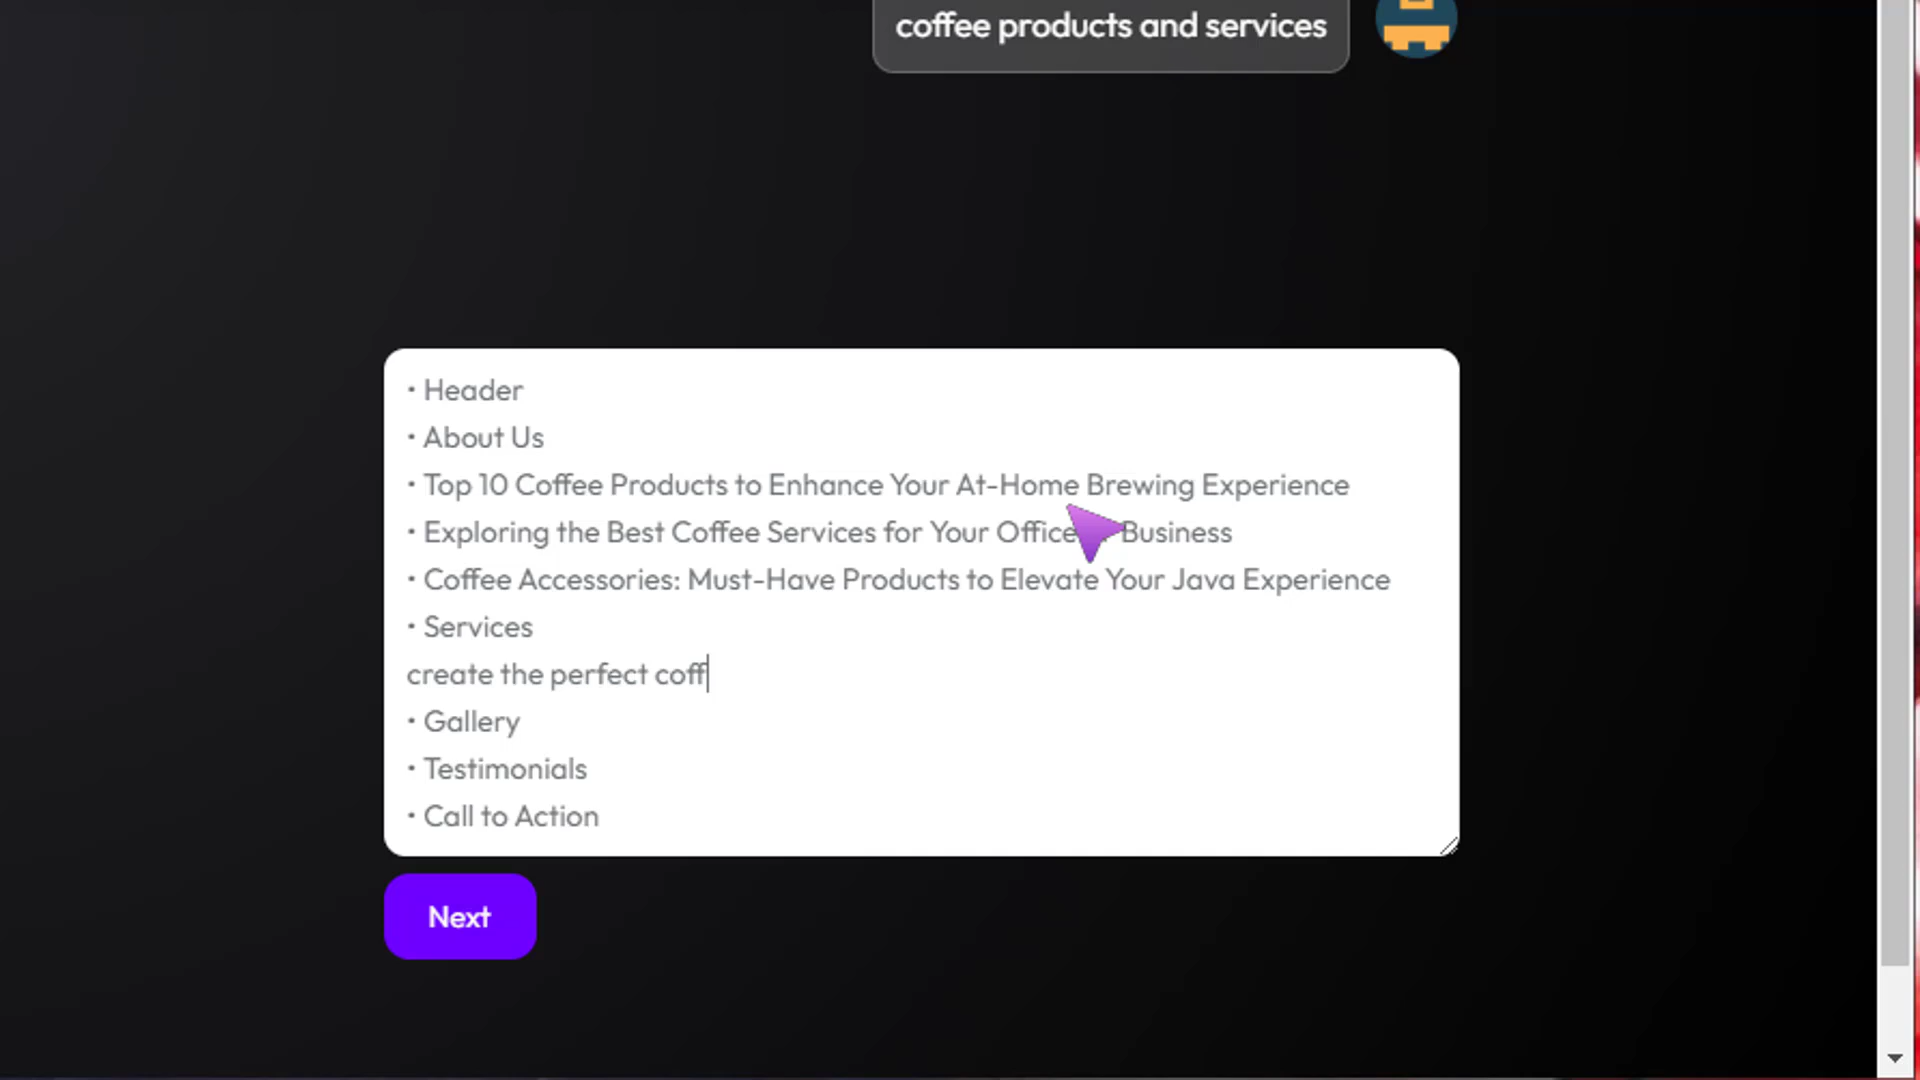 coffee products and services
• Header
• About Us
• Top 10 Coffee Products to Enhance Your At-Home Brewing Experience
• Exploring the Best Coffee Services for Your Office Business
• Coffee Accessories: Must-Have Products to Elevate Your Java Experience
• Services
create the perfect coff
• Gallery
• Testimonials
• Call to Action
Next